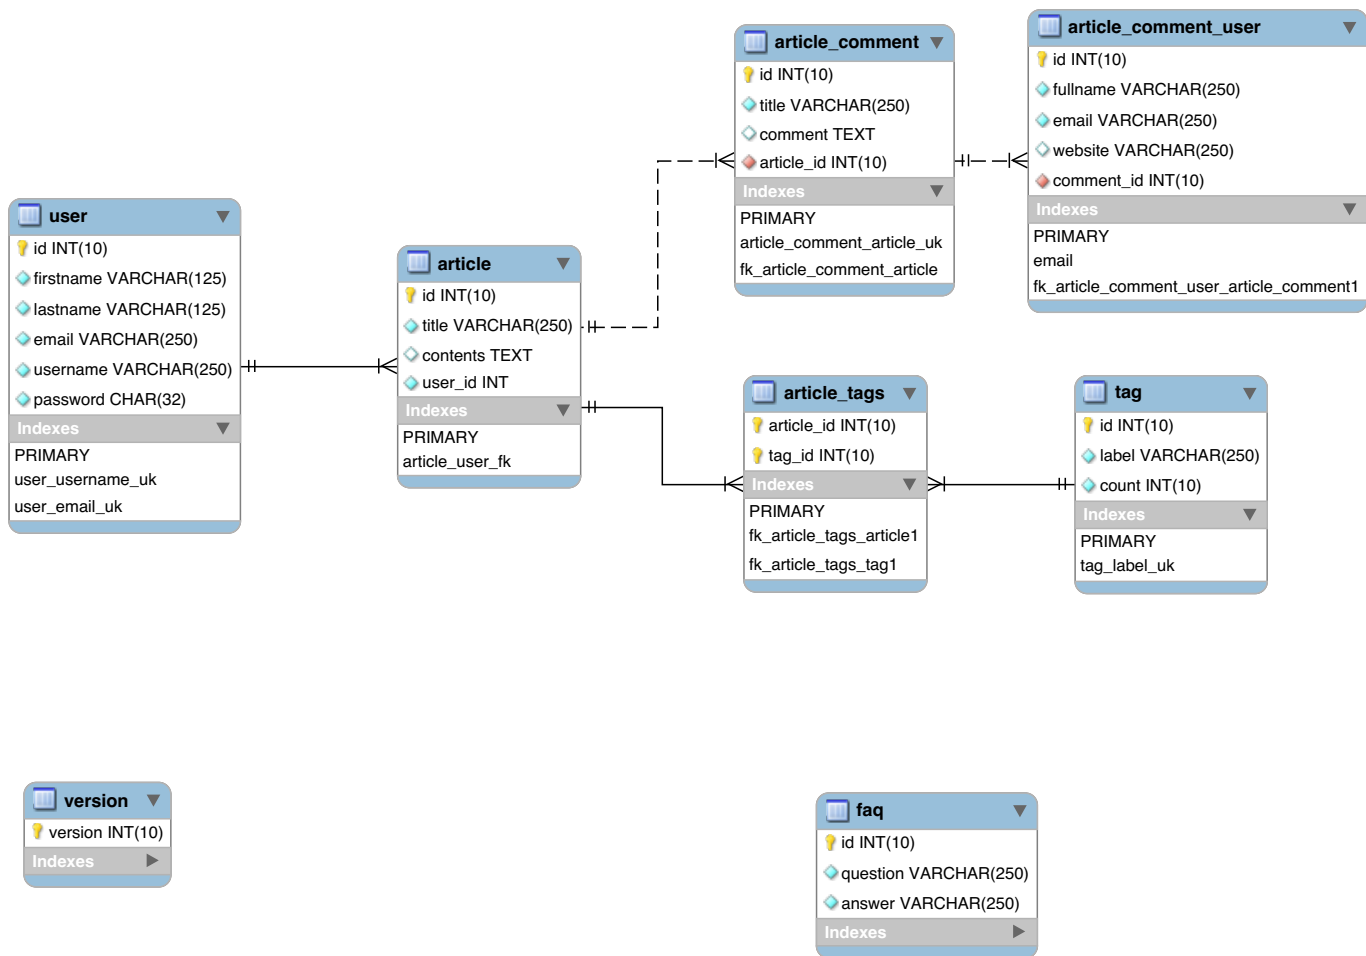 user
id INT(10)
firstname VARCHAR(125)
lastname VARCHAR(125)
email VARCHAR(250)
username VARCHAR(250)
password CHAR(32)
Indexes
PRIMARY
user_username_uk
user_email_uk
article
id INT(10)
title VARCHAR(250)
contents TEXT
user_id INT
Indexes
PRIMARY
article_user_fk
article_comment
id INT(10)
title VARCHAR(250)
comment TEXT
article_id INT(10)
Indexes
PRIMARY
article_comment_article_uk
fk_article_comment_article
article_comment_user
id INT(10)
fullname VARCHAR(250)
email VARCHAR(250)
website VARCHAR(250)
comment_id INT(10)
Indexes
PRIMARY
email
fk_article_comment_user_article_comment1
article_tags
article_id INT(10)
tag_id INT(10)
Indexes
PRIMARY
fk_article_tags_article1
fk_article_tags_tag1
tag
id INT(10)
label VARCHAR(250)
count INT(10)
Indexes
PRIMARY
tag_label_uk
version
version INT(10)
Indexes
faq
id INT(10)
question VARCHAR(250)
answer VARCHAR(250)
Indexes